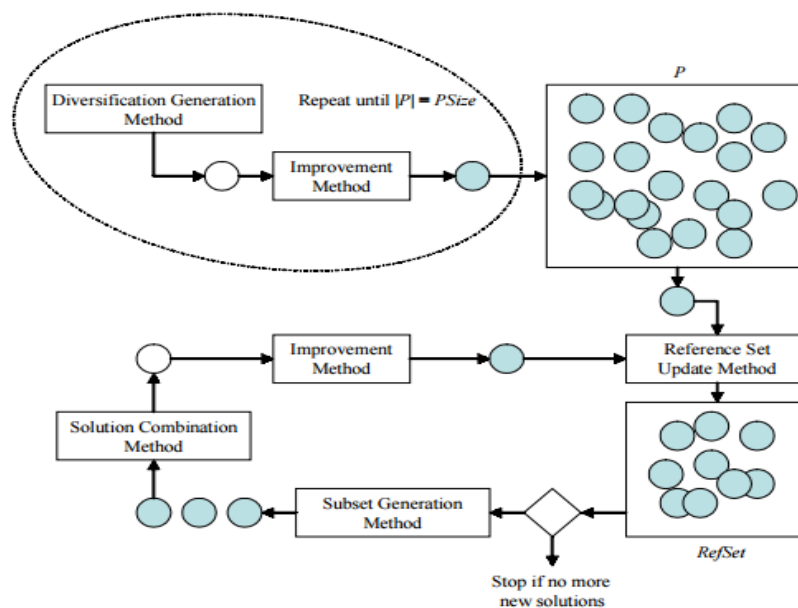 P
Diversification Generation
Method
Repeat until |P| = PSize
Improvement
Method
Improvement
Method
Reference Set
Update Method
Solution Combination
Method
Subset Generation
Method
RefSet
Stop if no more
new solutions